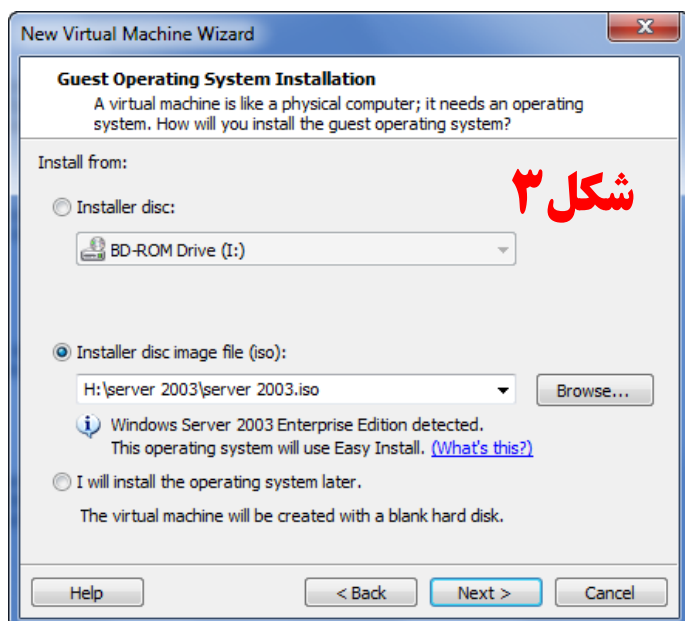 New Virtual Machine Wizard
Guest Operating System Installation
A virtual machine is like a physical computer; it needs an operating
system. How will you install the guest operating system?
Install from:
شکل ۳
Installer disc:
BD-ROM Drive (I:)
Installer disc image file (iso):
H:\server 2003\server 2003.iso
Browse...
Windows Server 2003 Enterprise Edition detected.
This operating system will use Easy Install. (What's this?)
I will install the operating system later.
The virtual machine will be created with a blank hard disk.
Help
< Back
Next >
Cancel